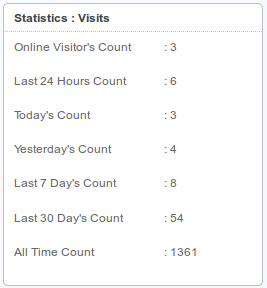 Statistics : Visits
Online Visitor's Count : 3
Last 24 Hours Count : 6
Today's Count : 3
Yesterday's Count : 4
Last 7 Day's Count : 8
Last 30 Day's Count : 54
All Time Count : 1361